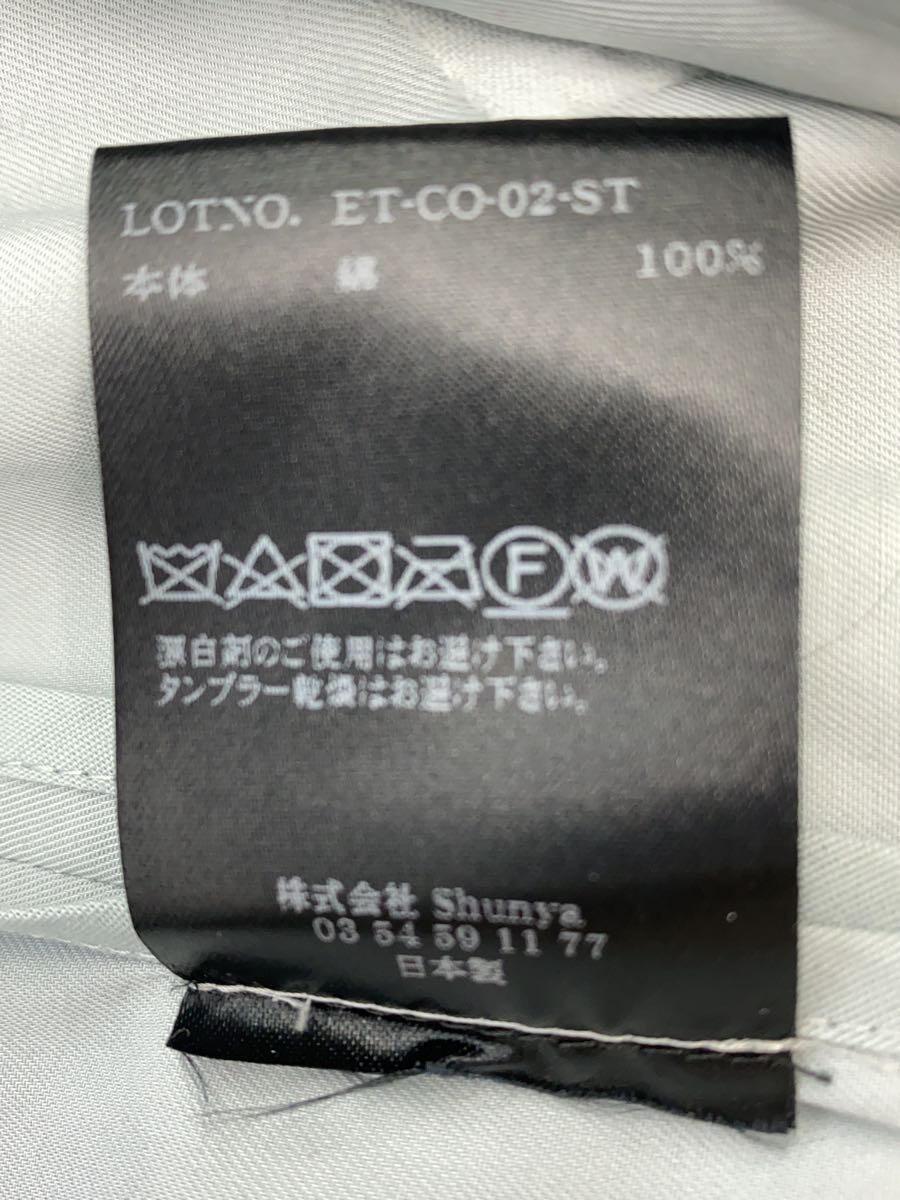 LOTNO. ET-CO-02-ST
本体 綿 100%
F W
漂白剤のご使用はお避け下さい。
タンブラー乾燥はお避け下さい。
株式会社 Shunya
03 54 59 11 77
日本製